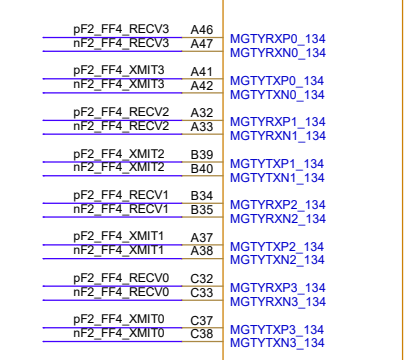 pF2_FF4_RECV3 A46 MGTYRXP0_134
nF2_FF4_RECV3 A47 MGTYRXN0_134
pF2_FF4_XMIT3 A41 MGTYTXP0_134
nF2_FF4_XMIT3 A42 MGTYTXN0_134
pF2_FF4_RECV2 A32 MGTYRXP1_134
nF2_FF4_RECV2 A33 MGTYRXN1_134
pF2_FF4_XMIT2 B39 MGTYTXP1_134
nF2_FF4_XMIT2 B40 MGTYTXN1_134
pF2_FF4_RECV1 B34 MGTYRXP2_134
nF2_FF4_RECV1 B35 MGTYRXN2_134
pF2_FF4_XMIT1 A37 MGTYTXP2_134
nF2_FF4_XMIT1 A38 MGTYTXN2_134
pF2_FF4_RECV0 C32 MGTYRXP3_134
nF2_FF4_RECV0 C33 MGTYRXN3_134
pF2_FF4_XMIT0 C37 MGTYTXP3_134
nF2_FF4_XMIT0 C38 MGTYTXN3_134